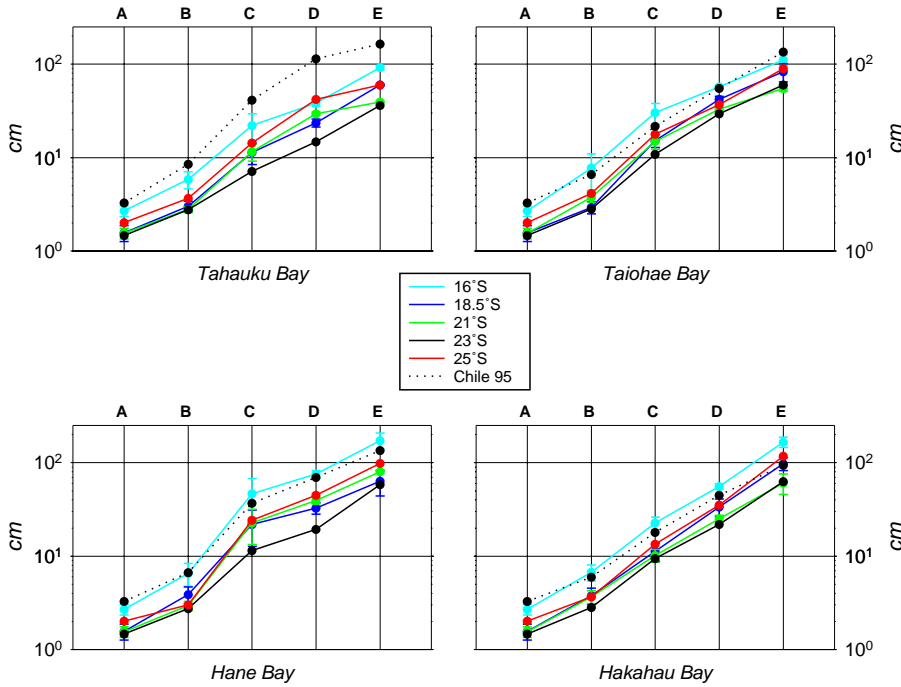 A B C D E
A B C D E
cm
10²
10¹
10⁰
10²
10¹
10⁰
cm
Tahauku Bay
Taiohae Bay
16˚S
18.5˚S
21˚S
23˚S
25˚S
Chile 95
A B C D E
A B C D E
cm
10²
10¹
10⁰
10²
10¹
10⁰
cm
Hane Bay
Hakahau Bay